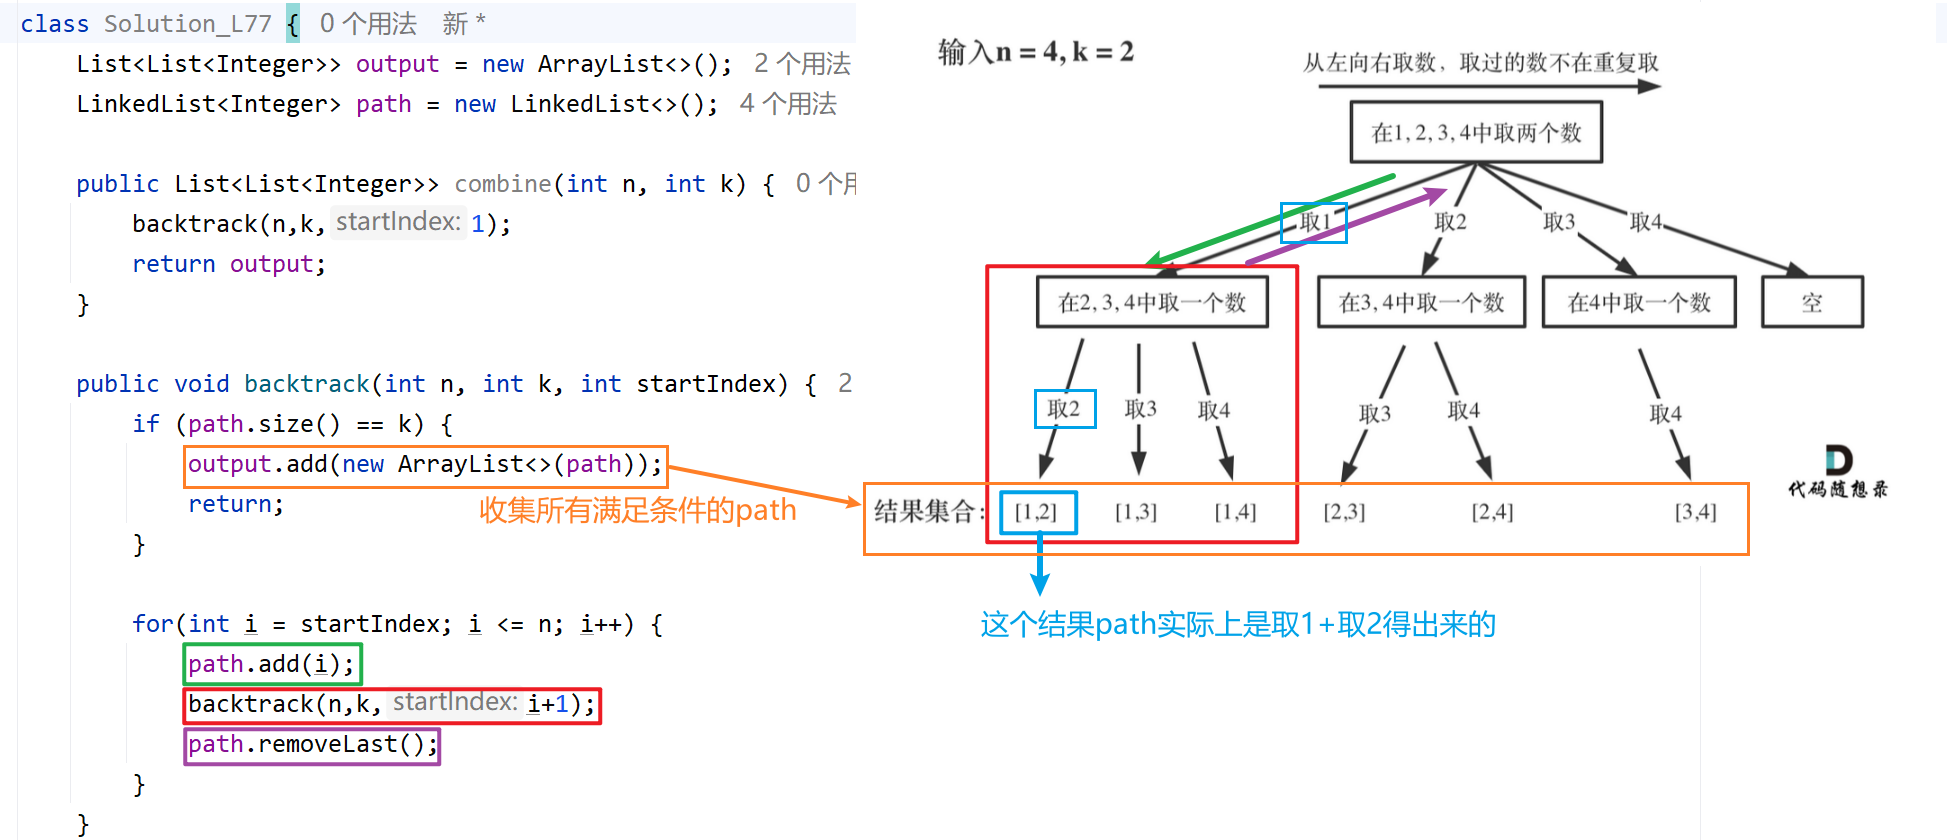 class Solution_L77 { 0 个用法 新 *
List<List<Integer>> output = new ArrayList<>(); 2 个用法
LinkedList<Integer> path = new LinkedList<>(); 4 个用法
public List<List<Integer>> combine(int n, int k) { 0 个用
backtrack(n,k, startIndex: 1);
return output;
}
public void backtrack(int n, int k, int startIndex) { 2
if (path.size() == k) {
output.add(new ArrayList<>(path));
return;
收集所有满足条件的path
}
for(int i = startIndex; i <= n; i++) {
path.add(i);
backtrack(n,k, startIndex: i+1);
path.removeLast();
}
}
输入n = 4, k = 2
从左向右取数，取过的数不在重复取
在1, 2, 3, 4中取两个数
取1 取2 取3 取4
在2, 3, 4中取一个数 在3, 4中取一个数 在4中取一个数 空
取2 取3 取4 取3 取4 取4
代码随想录
结果集合： [1,2] [1,3] [1,4] [2,3] [2,4] [3,4]
这个结果path实际上是取1+取2得出来的